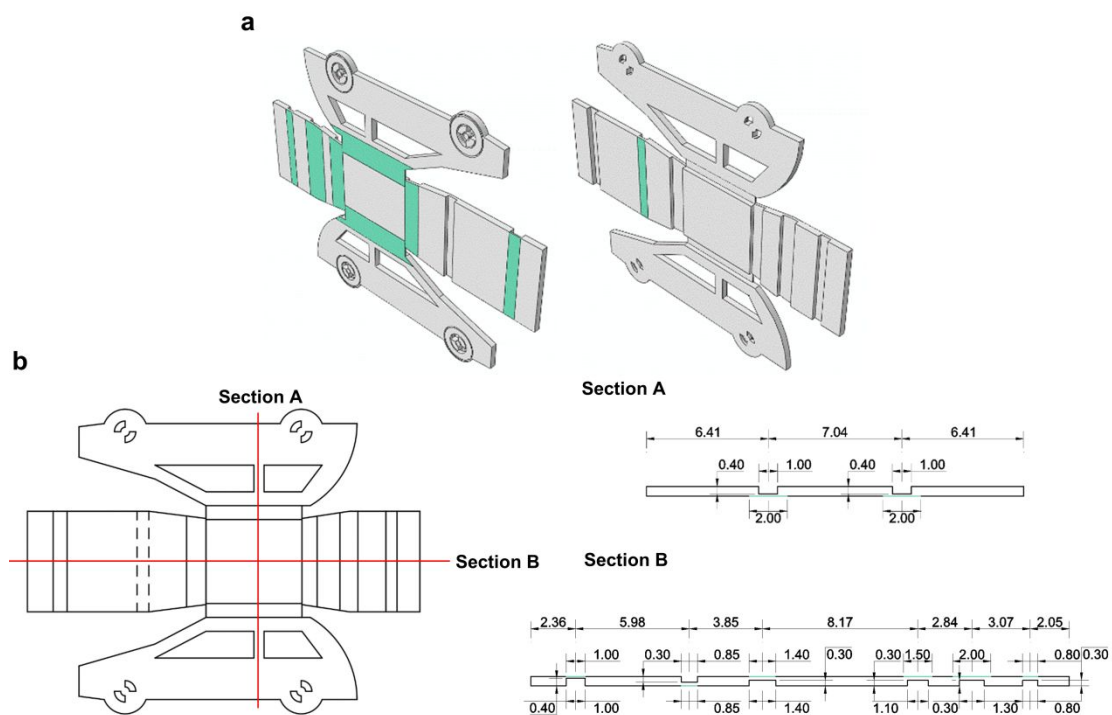 a
b
Section A
Section B
Section A
6.41 7.04 6.41
0.40 1.00 0.40 1.00
2.00 2.00
Section B
2.36 5.98 3.85 8.17 2.84 3.07 2.05
1.00 0.30 0.85 1.40 0.30 0.30 1.50 2.00 0.80 0.30
0.40 1.00 0.85 1.40 1.10 0.30 1.30 0.80